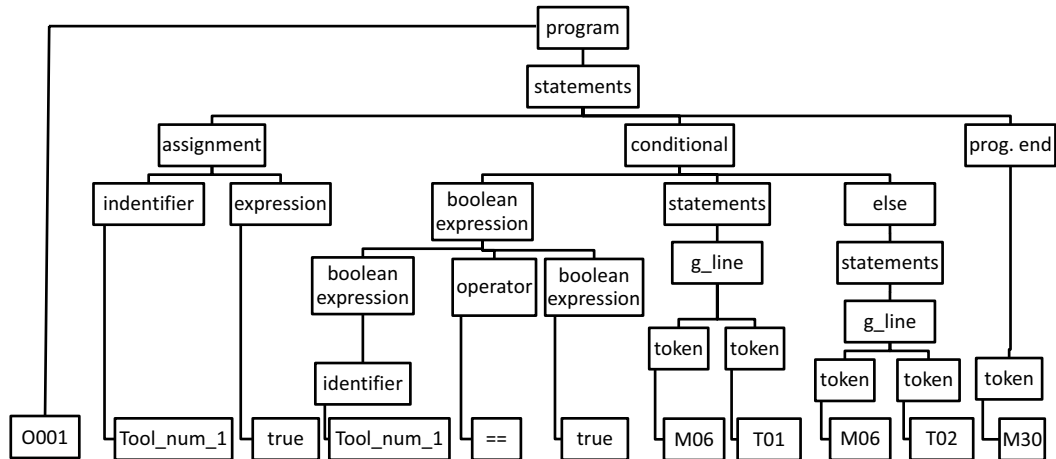 program
statements
assignment
conditional
prog. end
indentifier
expression
boolean
expression
statements
else
boolean
expression
operator
boolean
expression
g_line
statements
g_line
token
token
identifier
token
token
token
O001
Tool_num_1
true
Tool_num_1
==
true
M06
T01
M06
T02
M30